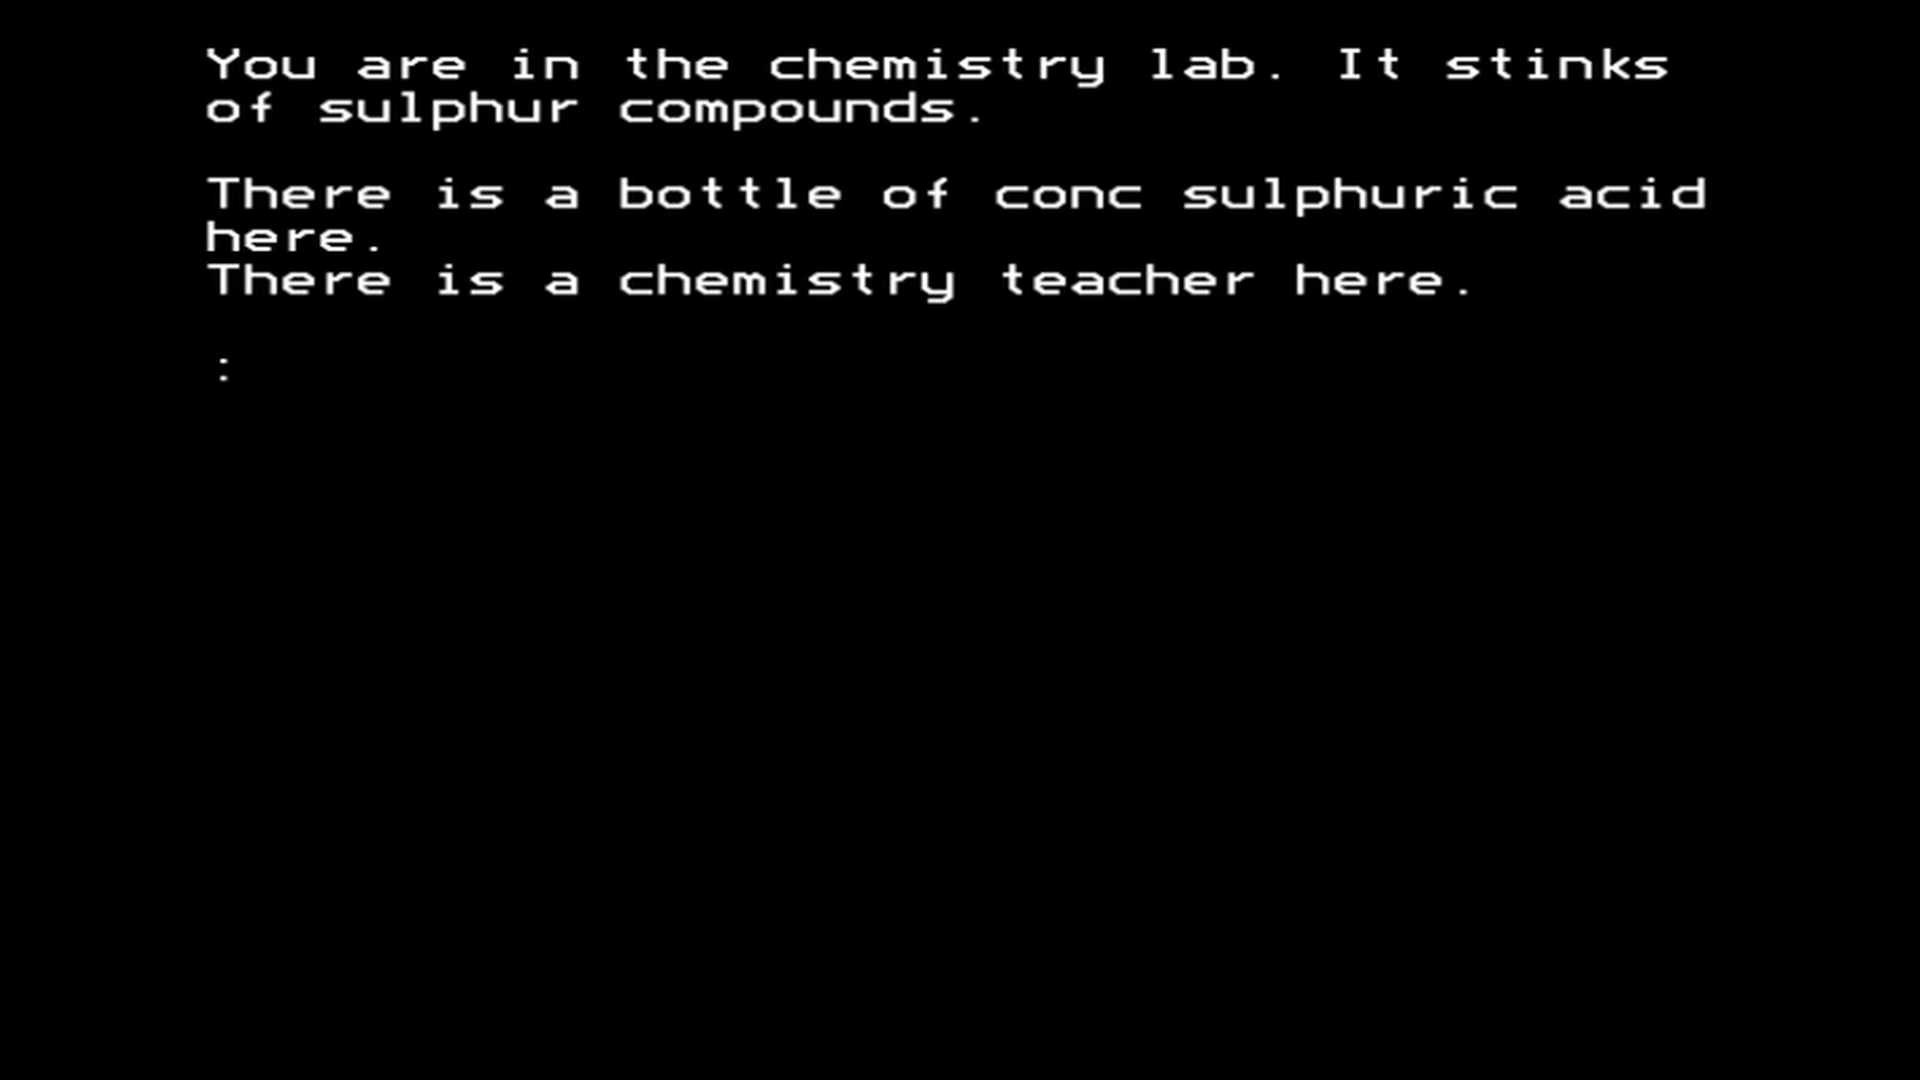 You are in the chemistry lab. It stinks
of sulphur compounds.
There is a bottle of conc sulphuric acid
here.
There is a chemistry teacher here.
: